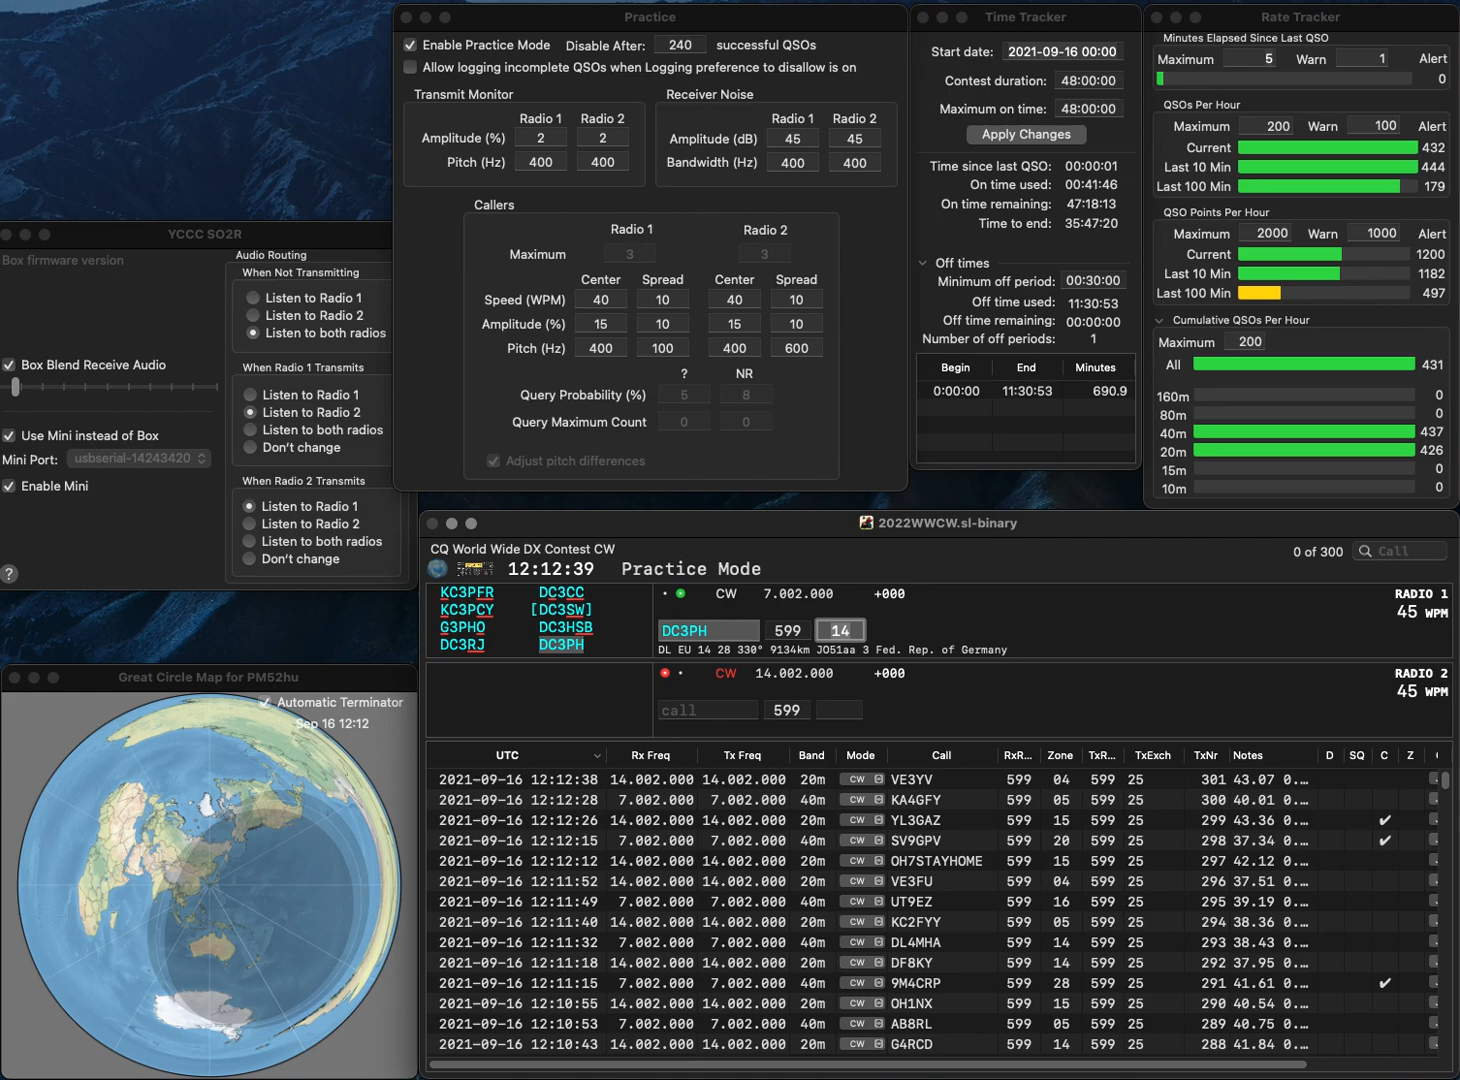 Practice
Enable Practice Mode Disable After: 240 successful QSOs
Allow logging incomplete QSOs when Logging preference to disallow is on
Transmit Monitor
Radio 1 Radio 2
Amplitude (%) 2 2
Pitch (Hz) 400 400
Receiver Noise
Radio 1 Radio 2
Amplitude (dB) 45 45
Bandwidth (Hz) 400 400
Callers
Radio 1 Radio 2
Maximum 3 3
Center Spread Center Spread
Speed (WPM) 40 10 40 10
Amplitude (%) 15 10 15 10
Pitch (Hz) 400 100 400 600
? NR
Query Probability (%) 5 8
Query Maximum Count 0 0
Adjust pitch differences
Time Tracker
Start date: 2021-09-16 00:00
Contest duration: 48:00:00
Maximum on time: 48:00:00
Apply Changes
Time since last QSO: 00:00:01
On time used: 00:41:46
On time remaining: 47:18:13
Time to end: 35:47:20
Off times
Minimum off period: 00:30:00
Off time used: 11:30:53
Off time remaining: 00:00:00
Number of off periods: 1
Begin End Minutes
0:00:00 11:30:53 690.9
Rate Tracker
Minutes Elapsed Since Last QSO
Maximum 5 Warn 1 Alert
0
QSOs Per Hour
Maximum 200 Warn 100 Alert
Current 432
Last 10 Min 444
Last 100 Min 179
QSO Points Per Hour
Maximum 2000 Warn 1000 Alert
Current 1200
Last 10 Min 1182
Last 100 Min 497
Cumulative QSOs Per Hour
Maximum 200
All 431
160m 0
80m 0
40m 437
20m 426
15m 0
10m 0
YCCC SO2R
Box firmware version
Box Blend Receive Audio
Use Mini instead of Box
Mini Port: usbserial-14243420
Enable Mini
?
Audio Routing
When Not Transmitting
Listen to Radio 1
Listen to Radio 2
Listen to both radios
When Radio 1 Transmits
Listen to Radio 1
Listen to Radio 2
Listen to both radios
Don't change
When Radio 2 Transmits
Listen to Radio 1
Listen to Radio 2
Listen to both radios
Don't change
Great Circle Map for PM52hu
Automatic Terminator
Sep 16 12:12
2022WWCW.sl-binary
CQ World Wide DX Contest CW
0 of 300 Call
12:12:39 Practice Mode
KC3PFR DC3CC
KC3PCY [DC3SW]
G3PHO DC3HSB
DC3RJ DC3PH
CW 7.002.000 +000 RADIO 1
45 WPM
DC3PH 599 14
DL EU 14 28 330° 9134km JO51aa 3 Fed. Rep. of Germany
CW 14.002.000 +000 RADIO 2
45 WPM
call 599
UTC Rx Freq Tx Freq Band Mode Call RxR... Zone TxR... TxExch TxNr Notes D SQ C Z
2021-09-16 12:12:38 14.002.000 14.002.000 20m CW VE3YV 599 04 599 25 301 43.07 0....
2021-09-16 12:12:28 7.002.000 7.002.000 40m CW KA4GFY 599 05 599 25 300 40.01 0....
2021-09-16 12:12:26 14.002.000 14.002.000 20m CW YL3GAZ 599 15 599 25 299 43.36 0.... ✓
2021-09-16 12:12:15 7.002.000 7.002.000 40m CW SV9GPV 599 20 599 25 298 37.34 0.... ✓
2021-09-16 12:12:12 14.002.000 14.002.000 20m CW OH7STAYHOME 599 15 599 25 297 42.12 0....
2021-09-16 12:11:52 14.002.000 14.002.000 20m CW VE3FU 599 04 599 25 296 37.51 0....
2021-09-16 12:11:49 7.002.000 7.002.000 40m CW UT9EZ 599 16 599 25 295 39.19 0....
2021-09-16 12:11:40 14.002.000 14.002.000 20m CW KC2FYY 599 05 599 25 294 38.36 0....
2021-09-16 12:11:32 7.002.000 7.002.000 40m CW DL4MHA 599 14 599 25 293 38.43 0....
2021-09-16 12:11:18 14.002.000 14.002.000 20m CW DF8KY 599 14 599 25 292 37.95 0....
2021-09-16 12:11:15 7.002.000 7.002.000 40m CW 9M4CRP 599 28 599 25 291 41.61 0.... ✓
2021-09-16 12:10:55 14.002.000 14.002.000 20m CW OH1NX 599 15 599 25 290 40.54 0....
2021-09-16 12:10:53 7.002.000 7.002.000 40m CW AB8RL 599 05 599 25 289 40.75 0....
2021-09-16 12:10:43 14.002.000 14.002.000 20m CW G4RCD 599 14 599 25 288 41.84 0....